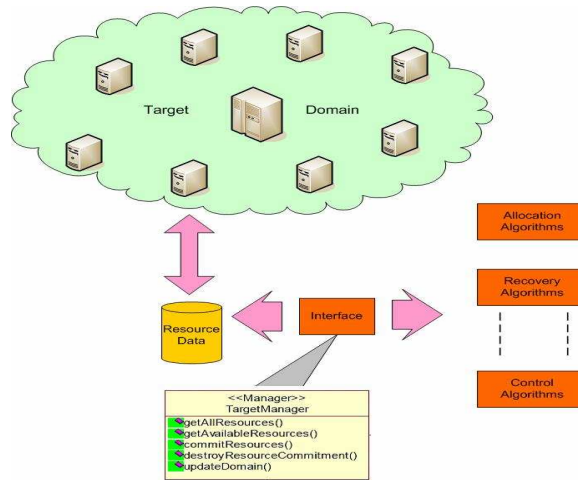 Target Domain
Allocation
Algorithms
Recovery
Algorithms
Interface
Resource
Data
Control
Algorithms
<<Manager>>
TargetManager
getAllResources()
getAvailableResources()
commitResources()
destroyResourceCommitment()
updateDomain()